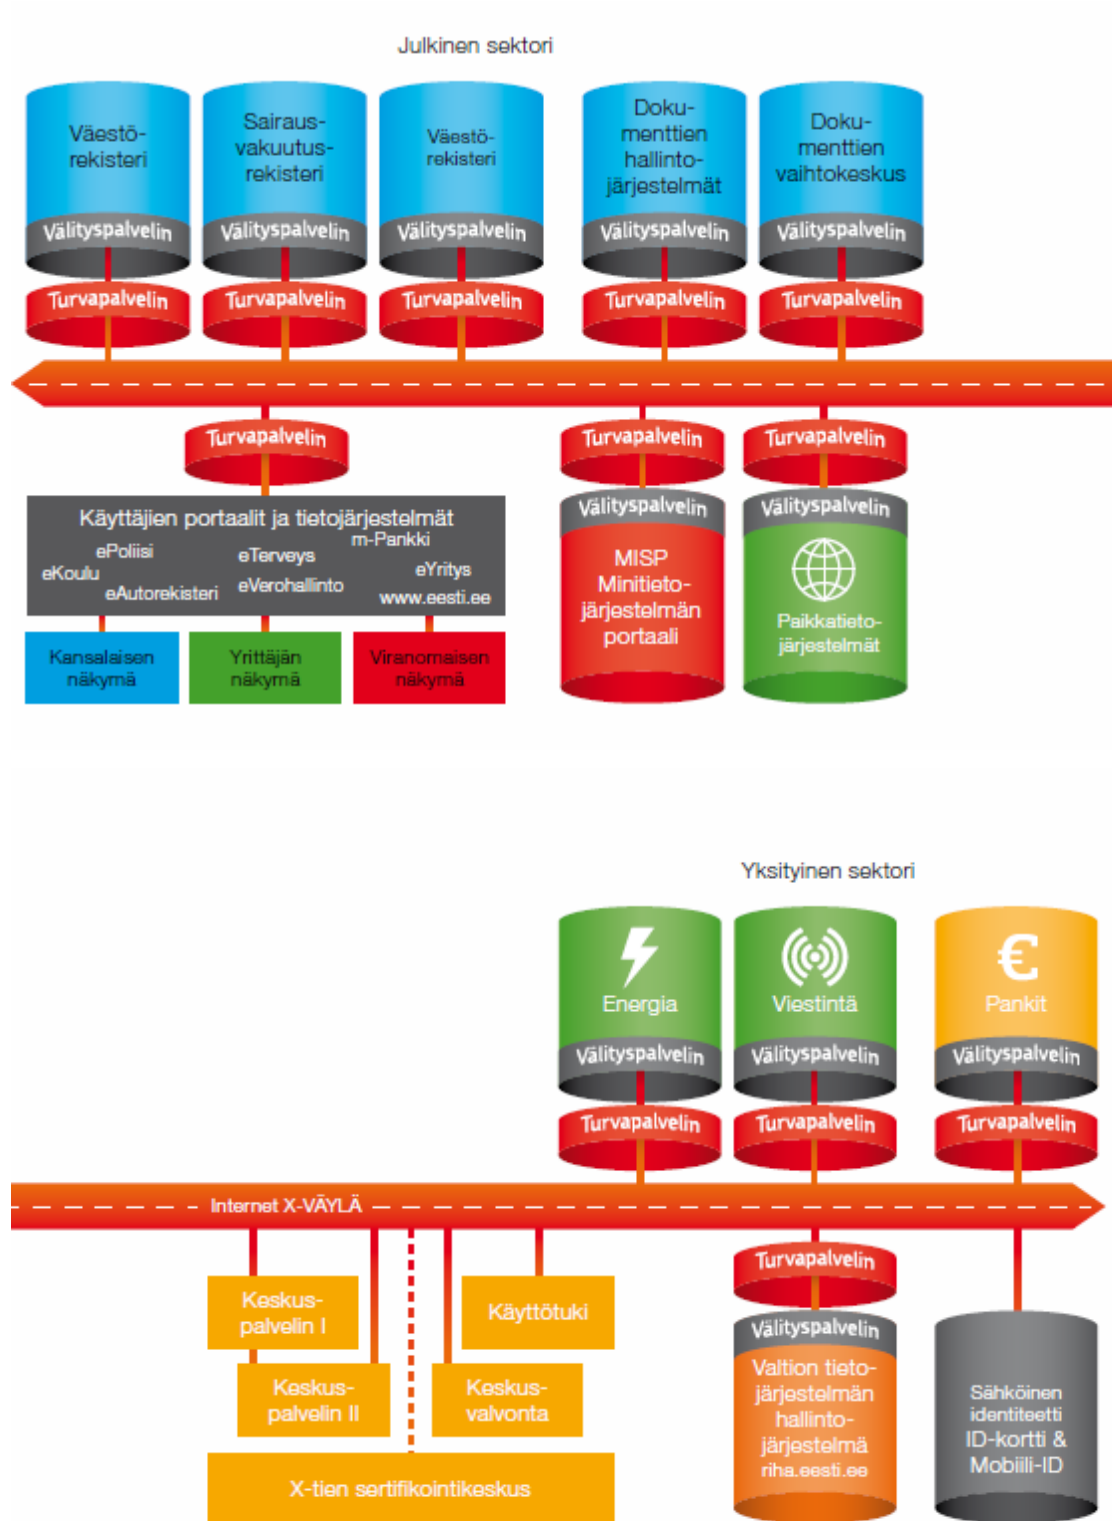 Julkinen sektori
Väestö-
rekisteri
Sairaus-
vakuutus-
rekisteri
Väestö-
rekisteri
Doku-
menttien
hallinto-
järjestelmät
Doku-
menttien
vaihtokeskus
Välityspalvelin
Välityspalvelin
Välityspalvelin
Välityspalvelin
Välityspalvelin
Turvapalvelin
Turvapalvelin
Turvapalvelin
Turvapalvelin
Turvapalvelin
Turvapalvelin
Turvapalvelin
Turvapalvelin
Käyttäjien portaalit ja tietojärjestelmät
ePoliisi
eKoulu
eAutorekisteri
eTerveys
eVerohallinto
m-Pankki
eYritys
www.eesti.ee
Kansalaisen
näkymä
Yrittäjän
näkymä
Viranomaisen
näkymä
Välityspalvelin
MISP
Minitieto-
järjestelmän
portaali
Välityspalvelin
Paikkatieto-
järjestelmät
Yksityinen sektori
Energia
Viestintä
€
Pankit
Välityspalvelin
Välityspalvelin
Välityspalvelin
Turvapalvelin
Turvapalvelin
Turvapalvelin
Internet X-VÄYLÄ
Keskus-
palvelin I
Keskus-
palvelin II
Käyttötuki
Keskus-
valvonta
X-tien sertifikointikeskus
Turvapalvelin
Välityspalvelin
Valtion tieto-
järjestelmän
hallinto-
järjestelmä
riha.eesti.ee
Sähköinen
identiteetti
ID-kortti &
Mobiili-ID